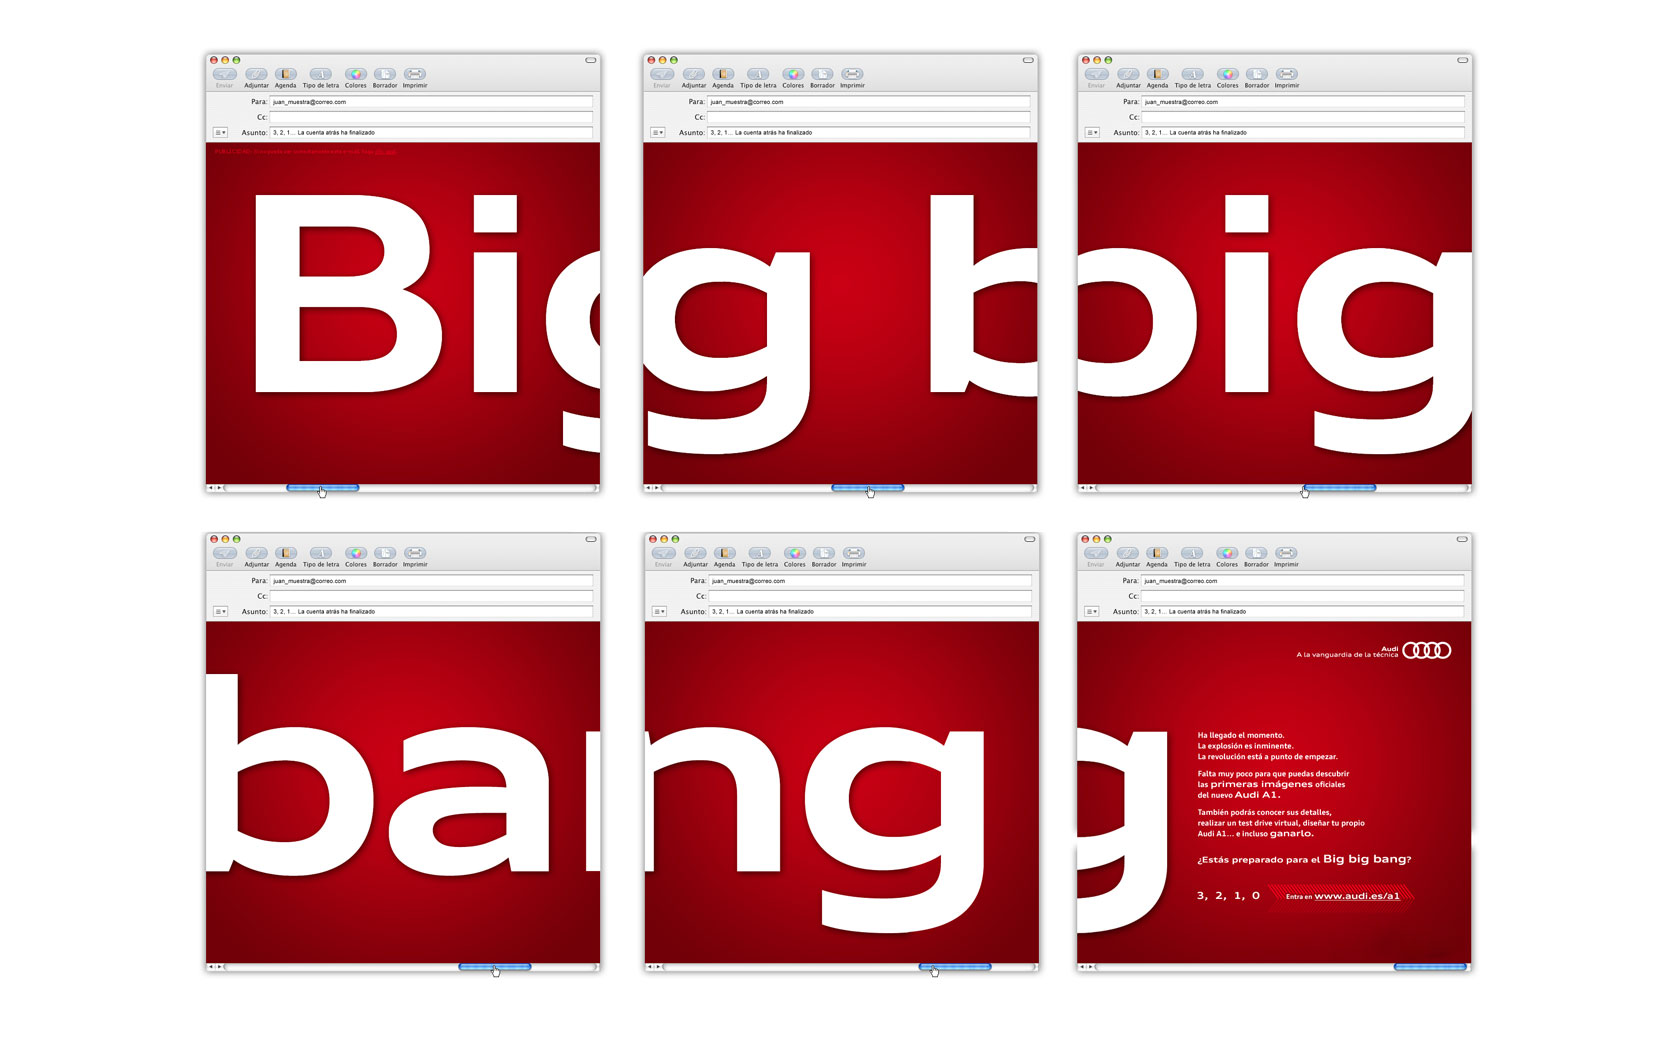 Enviar Adjuntar Agenda Tipo de letra Colores Borrador Imprimir
Para: juan_muestra@correo.com
Cc:
Asunto: 3, 2, 1... La cuenta atrás ha finalizado
PUBLICIDAD
Big
Enviar Adjuntar Agenda Tipo de letra Colores Borrador Imprimir
Para: juan_muestra@correo.com
Cc:
Asunto: 3, 2, 1... La cuenta atrás ha finalizado
g b
Enviar Adjuntar Agenda Tipo de letra Colores Borrador Imprimir
Para: juan_muestra@correo.com
Cc:
Asunto: 3, 2, 1... La cuenta atrás ha finalizado
big
Enviar Adjuntar Agenda Tipo de letra Colores Borrador Imprimir
Para: juan_muestra@correo.com
Cc:
Asunto: 3, 2, 1... La cuenta atrás ha finalizado
ban
Enviar Adjuntar Agenda Tipo de letra Colores Borrador Imprimir
Para: juan_muestra@correo.com
Cc:
Asunto: 3, 2, 1... La cuenta atrás ha finalizado
ng
Enviar Adjuntar Agenda Tipo de letra Colores Borrador Imprimir
Para: juan_muestra@correo.com
Cc:
Asunto: 3, 2, 1... La cuenta atrás ha finalizado
Audi
A la vanguardia de la técnica
g
Ha llegado el momento.
La explosión es inminente.
La revolución está a punto de empezar.
Falta muy poco para que puedas descubrir
las primeras imágenes oficiales
del nuevo Audi A1.
También podrás conocer sus detalles,
realizar un test drive virtual, diseñar tu propio
Audi A1... e incluso ganarlo.
¿Estás preparado para el Big big bang?
3, 2, 1, 0 Entra en www.audi.es/a1